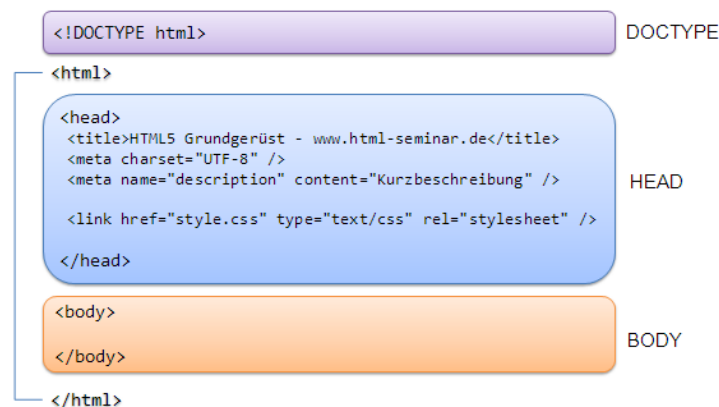 <!DOCTYPE html>
DOCTYPE
<html>
<head>
<title>HTML5 Grundgerüst - www.html-seminar.de</title>
<meta charset="UTF-8" />
<meta name="description" content="Kurzbeschreibung" />
HEAD
<link href="style.css" type="text/css" rel="stylesheet" />
</head>
<body>
BODY
</body>
</html>